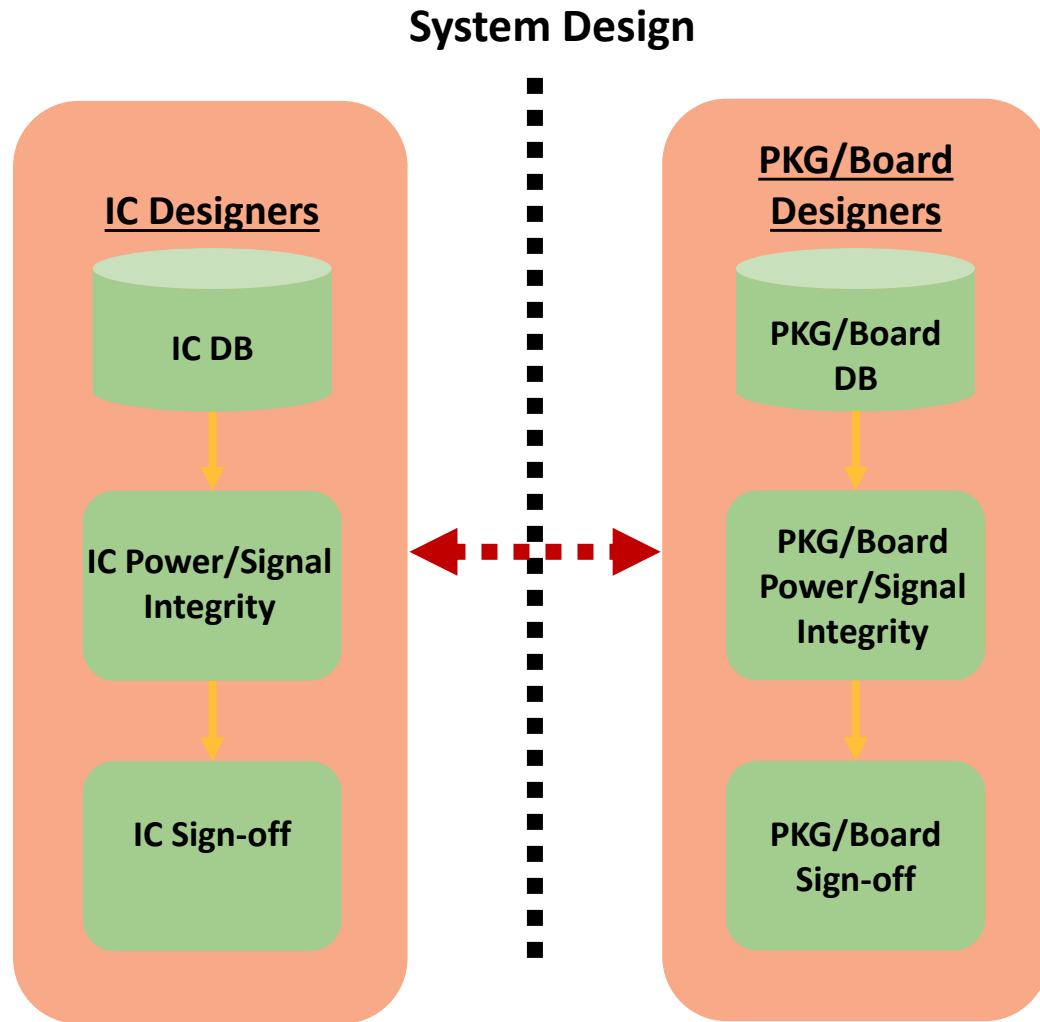 System Design
IC Designers
IC DB
IC Power/Signal
Integrity
IC Sign-off
PKG/Board
Designers
PKG/Board
DB
PKG/Board
Power/Signal
Integrity
PKG/Board
Sign-off